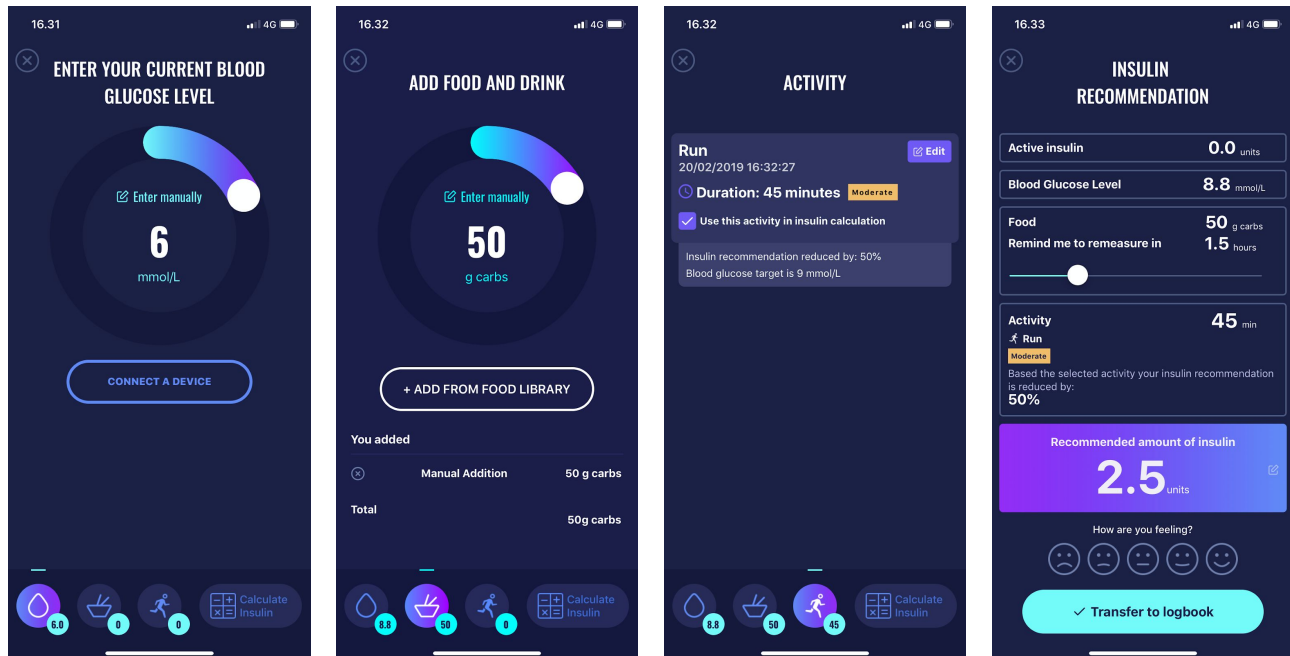 16.31
4G
ENTER YOUR CURRENT BLOOD
GLUCOSE LEVEL
Enter manually
6
mmol/L
CONNECT A DEVICE
6.0
0
0
Calculate
Insulin
16.32
4G
ADD FOOD AND DRINK
Enter manually
50
g carbs
+ ADD FROM FOOD LIBRARY
You added
Manual Addition 50 g carbs
Total
50g carbs
8.8
50
0
Calculate
Insulin
16.32
4G
ACTIVITY
Run
Edit
20/02/2019 16:32:27
Duration: 45 minutes Moderate
Use this activity in insulin calculation
Insulin recommendation reduced by: 50%
Blood glucose target is 9 mmol/L
8.8
50
45
Calculate
Insulin
16.33
4G
INSULIN
RECOMMENDATION
Active insulin 0.0 units
Blood Glucose Level 8.8 mmol/L
Food 50 g carbs
Remind me to remeasure in 1.5 hours
Activity 45 min
Run
Moderate
Based the selected activity your insulin recommendation
is reduced by:
50%
Recommended amount of insulin
2.5 units
How are you feeling?
Transfer to logbook